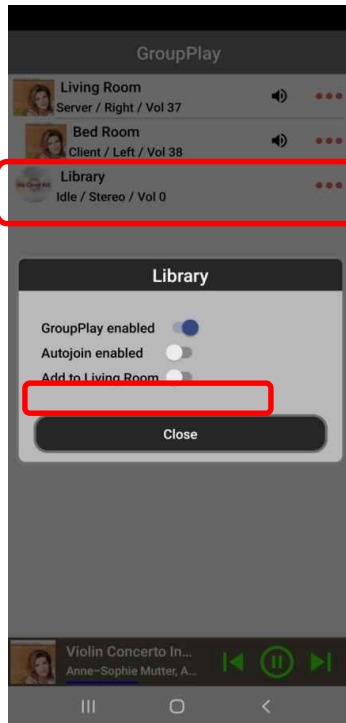 GroupPlay
Living Room
Server / Right / Vol 37
Bed Room
Client / Left / Vol 38
Library
Idle / Stereo / Vol 0
Library
GroupPlay enabled
Autojoin enabled
Add to Living Room
Close
Violin Concerto In...
Anne-Sophie Mutter, A...